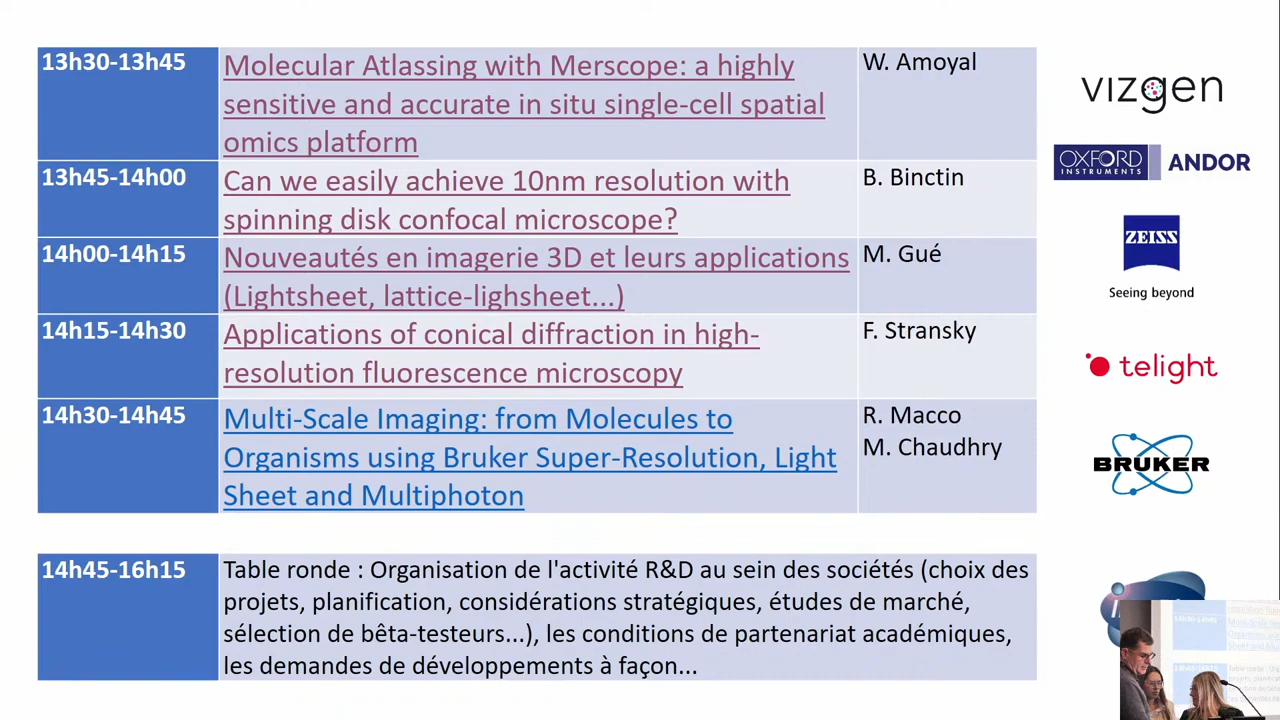 13h30-13h45
Molecular Atlassing with Merscope: a highly
sensitive and accurate in situ single-cell spatial
omics platform
W. Amoyal
vizgen
13h45-14h00
Can we easily achieve 10nm resolution with
spinning disk confocal microscope?
B. Binctin
OXFORD
INSTRUMENTS
ANDOR
14h00-14h15
Nouveautés en imagerie 3D et leurs applications
(Lightsheet, lattice-lighsheet...)
M. Gué
ZEISS
Seeing beyond
14h15-14h30
Applications of conical diffraction in high-
resolution fluorescence microscopy
F. Stransky
telight
14h30-14h45
Multi-Scale Imaging: from Molecules to
Organisms using Bruker Super-Resolution, Light
Sheet and Multiphoton
R. Macco
M. Chaudhry
BRUKER
14h45-16h15
Table ronde : Organisation de l'activité R&D au sein des sociétés (choix des
projets, planification, considérations stratégiques, études de marché,
sélection de bêta-testeurs...), les conditions de partenariat académiques,
les demandes de développements à façon...